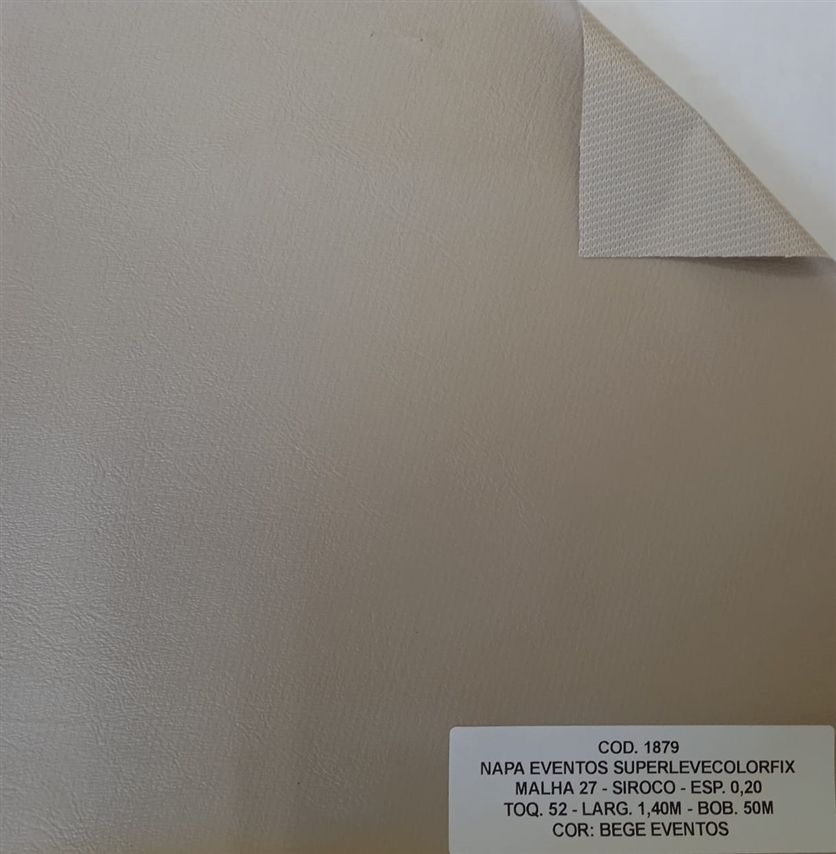 COD. 1879
NAPA EVENTOS SUPERLEVECOLORFIX
MALHA 27 - SIROCO - ESP. 0,20
TOQ. 52 - LARG. 1,40M - BOB. 50M
COR: BEGE EVENTOS